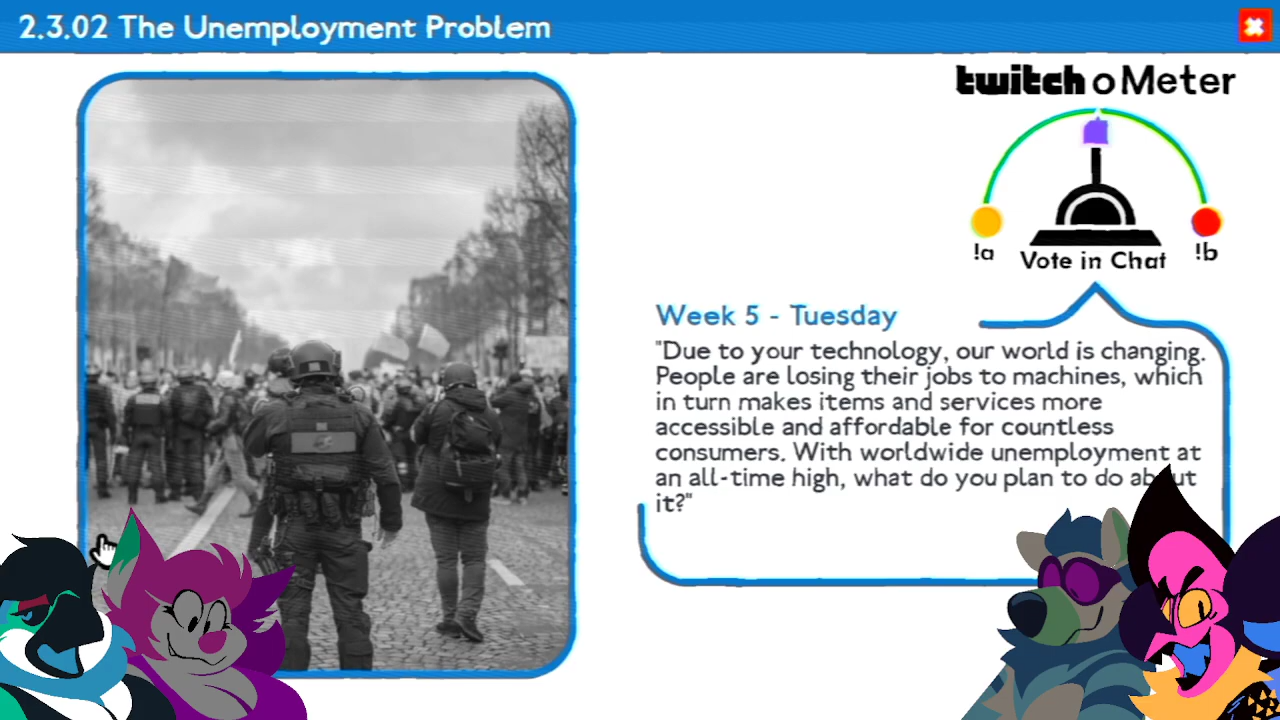 2.3.02 The Unemployment Problem
twitch o Meter
!a
Vote in Chat
!b
Week 5 - Tuesday
"Due to your technology, our world is changing.
People are losing their jobs to machines, which
in turn makes items and services more
accessible and affordable for countless
consumers. With worldwide unemployment at
an all-time high, what do you plan to do about
it?"